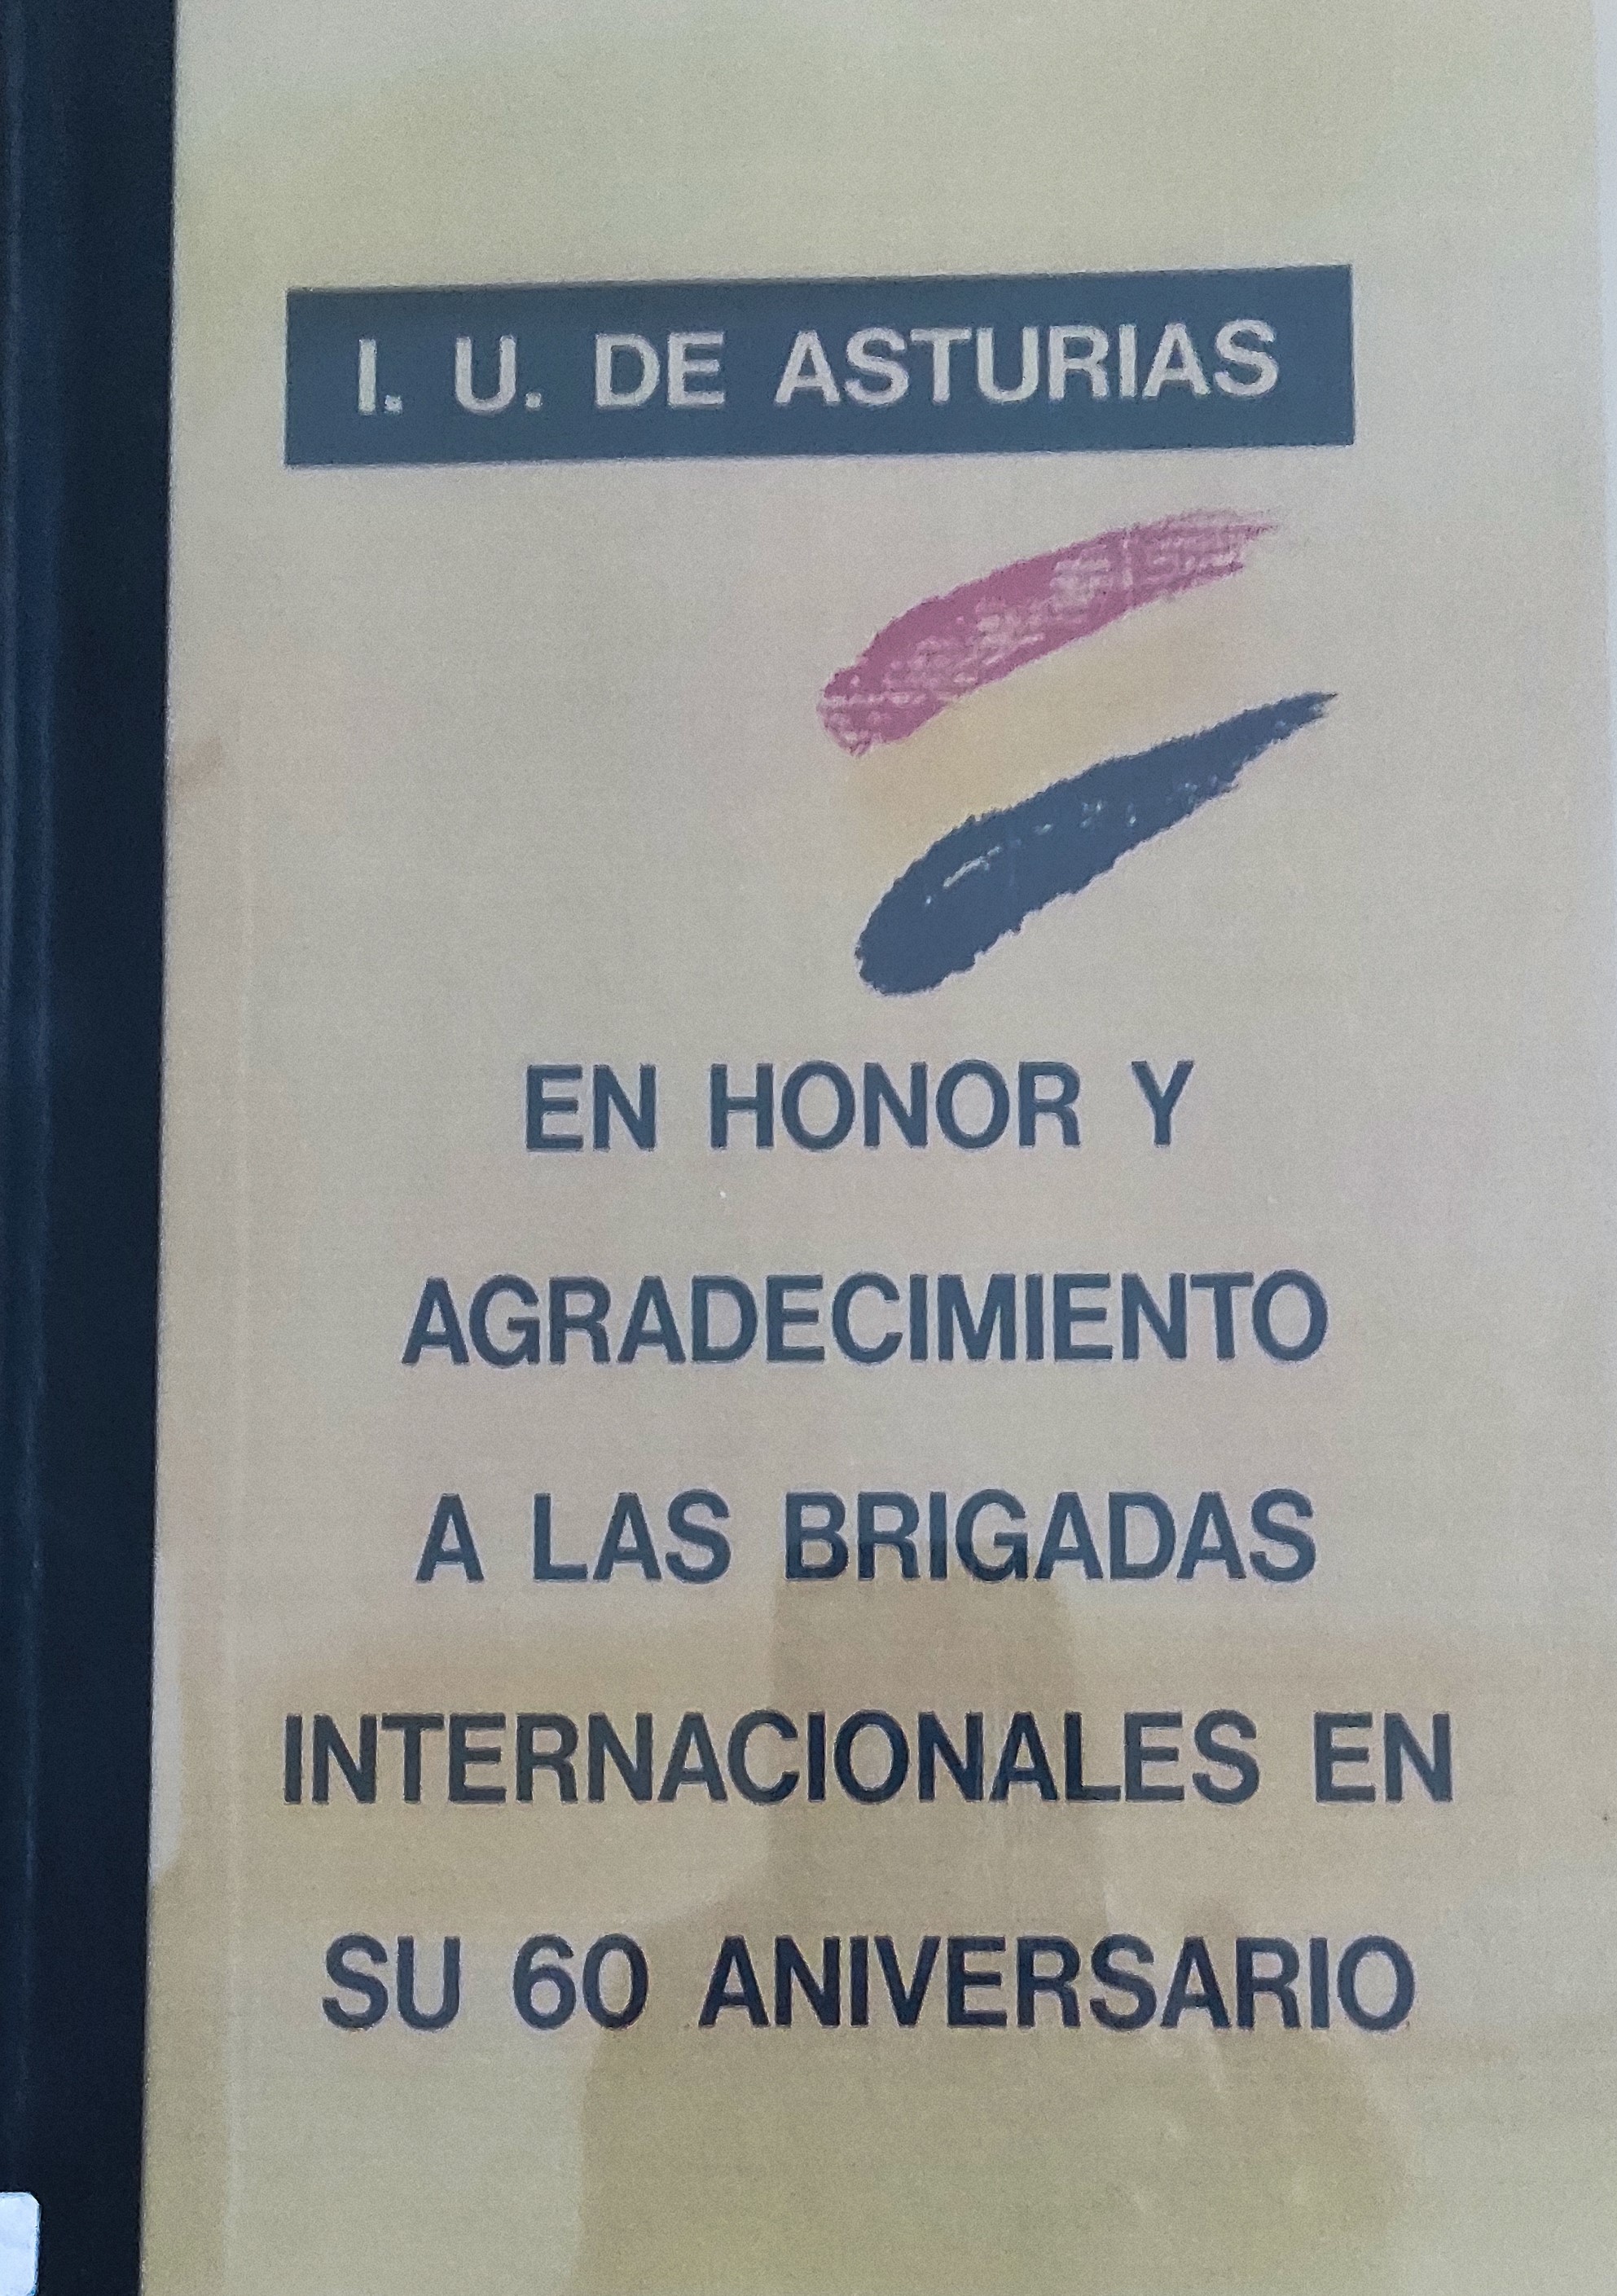 I. U. DE ASTURIAS
EN HONOR Y
AGRADECIMIENTO
A LAS BRIGADAS
INTERNACIONALES EN
SU 60 ANIVERSARIO